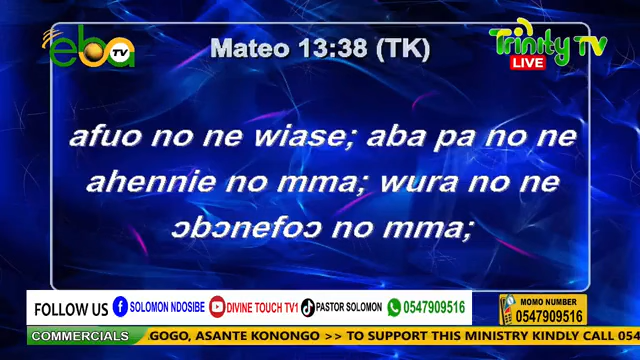 eba TV
Mateo 13:38 (TK)
Trinity TV
LIVE
afuo no ne wiase; aba pa no ne
ahennie no mma; wura no ne
ɔbɔnefoɔ no mma;
FOLLOW US SOLOMON NDOSIBE DIVINE TOUCH TV1 PASTOR SOLOMON 0547909516
MOMO NUMBER
0547909516
COMMERCIALS GOGO, ASANTE KONONGO >> TO SUPPORT THIS MINISTRY KINDLY CALL 054